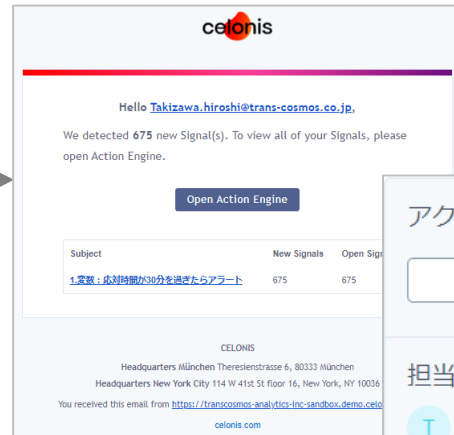 celonis
Hello Takizawa.hiroshi@trans-cosmos.co.jp,
We detected 675 new Signal(s). To view all of your Signals, please
open Action Engine.
Open Action Engine
Subject New Signals Open Sigr
1.変数：応対時間が30分を過ぎたらアラート 675 675
アク
CELONIS
Headquarters München Theresienstrasse 6, 80333 München
Headquarters New York City 114 W 41st St floor 16, New York, NY 10036
担当
You received this email from https://transcosmos-analytics-inc-sandbox.demo.celo
T
celonis.com